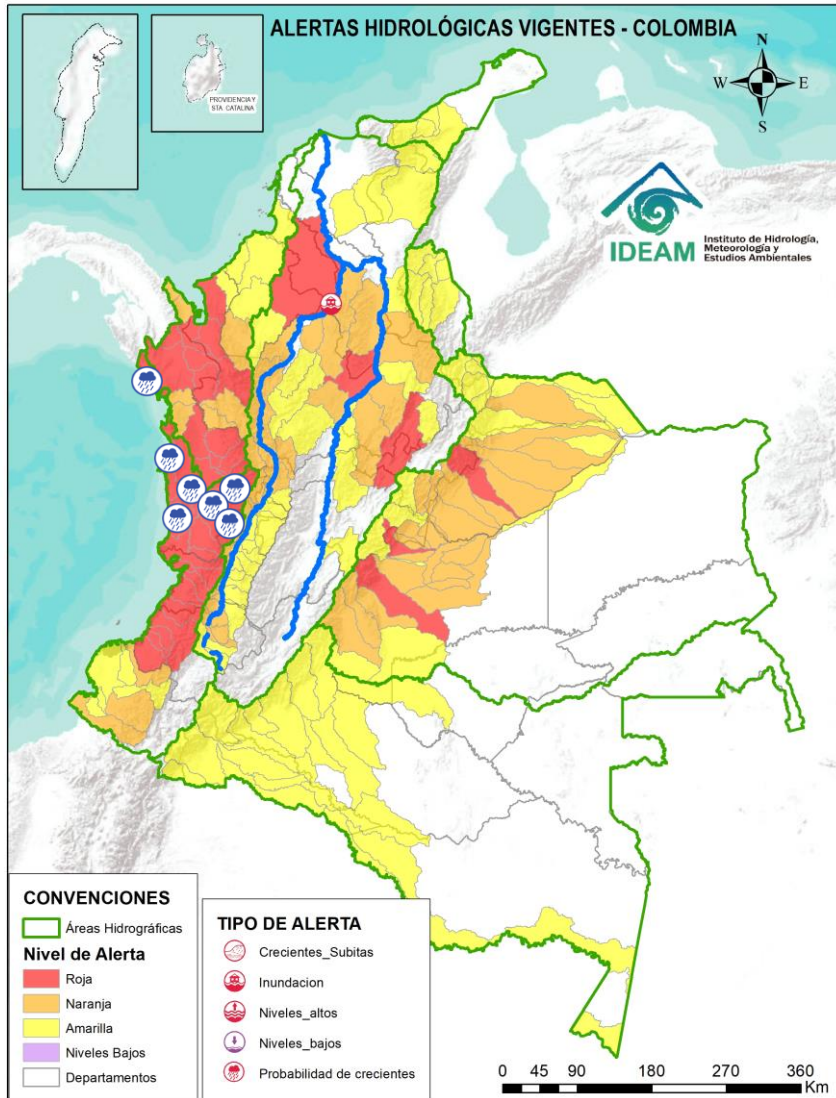 ALERTAS HIDROLÓGICAS VIGENTES - COLOMBIA
PROVIDENCIA Y
STA. CATALINA
N
W
E
S
IDEAM
Instituto de Hidrología,
Meteorología y
Estudios Ambientales
CONVENCIONES
Áreas Hidrográficas
Nivel de Alerta
Roja
Naranja
Amarilla
Niveles Bajos
Departamentos
TIPO DE ALERTA
Crecientes_Subitas
Inundacion
Niveles_altos
Niveles_bajos
Probabilidad de crecientes
0 45 90 180 270 360
Km